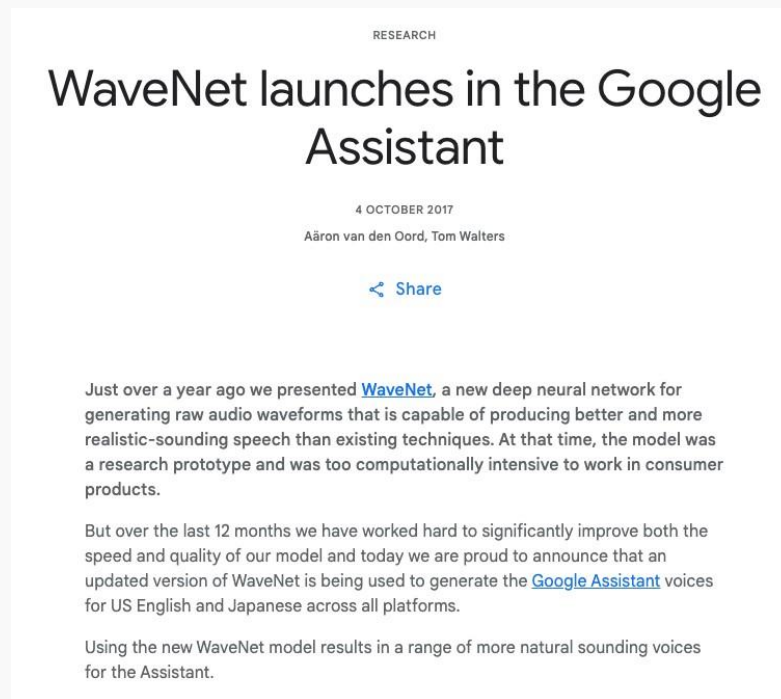 RESEARCH
WaveNet launches in the Google
Assistant
4 OCTOBER 2017
Aäron van den Oord, Tom Walters
Share
Just over a year ago we presented WaveNet, a new deep neural network for
generating raw audio waveforms that is capable of producing better and more
realistic-sounding speech than existing techniques. At that time, the model was
a research prototype and was too computationally intensive to work in consumer
products.
But over the last 12 months we have worked hard to significantly improve both the
speed and quality of our model and today we are proud to announce that an
updated version of WaveNet is being used to generate the Google Assistant voices
for US English and Japanese across all platforms.
Using the new WaveNet model results in a range of more natural sounding voices
for the Assistant.